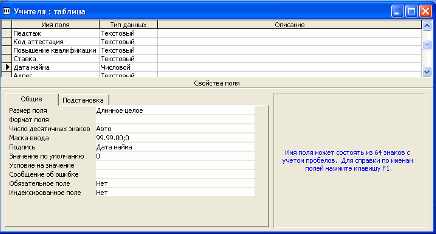 Учителя : таблица
Имя поля Тип данных Описание
Педстаж Текстовый
Код аттестация Текстовый
Повышение квалификации Текстовый
Ставка Текстовый
Дата найна Числовой
Адрес Текстовый
Свойства поля
Общие Подстановка
Размер поля Длинное целое
Формат поля
Число десятичных знаков Авто
Маска ввода 99.99.00;0
Подпись Дата найна
Значение по умолчанию 0
Условие на значение
Сообщение об ошибке
Обязательное поле Нет
Индексированное поле Нет
Имя поля может состоять из 64 знаков с
учетом пробелов. Для справки по именам
полей нажмите клавишу F1.